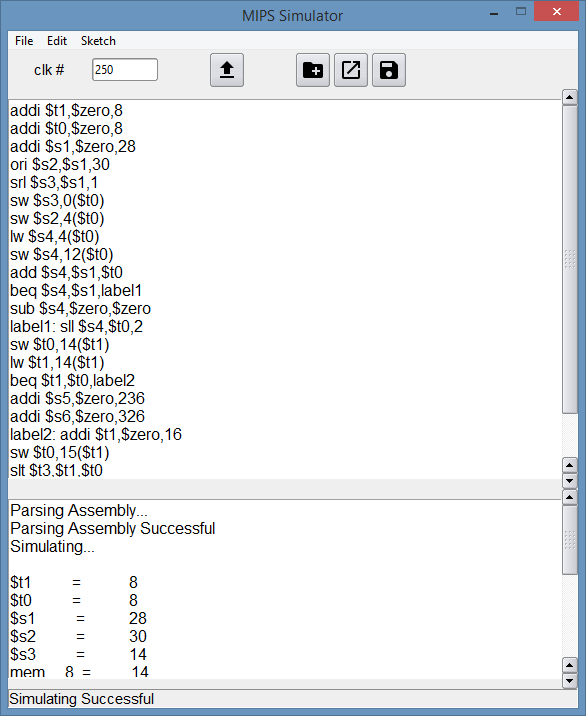 MIPS Simulator
File Edit Sketch
clk # 250
addi $t1,$zero,8
addi $t0,$zero,8
addi $s1,$zero,28
ori $s2,$s1,30
srl $s3,$s1,1
sw $s3,0($t0)
sw $s2,4($t0)
lw $s4,4($t0)
sw $s4,12($t0)
add $s4,$s1,$t0
beq $s4,$s1,label1
sub $s4,$zero,$zero
label1: sll $s4,$t0,2
sw $t0,14($t1)
lw $t1,14($t1)
beq $t1,$t0,label2
addi $s5,$zero,236
addi $s6,$zero,326
label2: addi $t1,$zero,16
sw $t0,15($t1)
slt $t3,$t1,$t0
Parsing Assembly...
Parsing Assembly Successful
Simulating...
$t1 = 8
$t0 = 8
$s1 = 28
$s2 = 30
$s3 = 14
mem 8 = 14
Simulating Successful